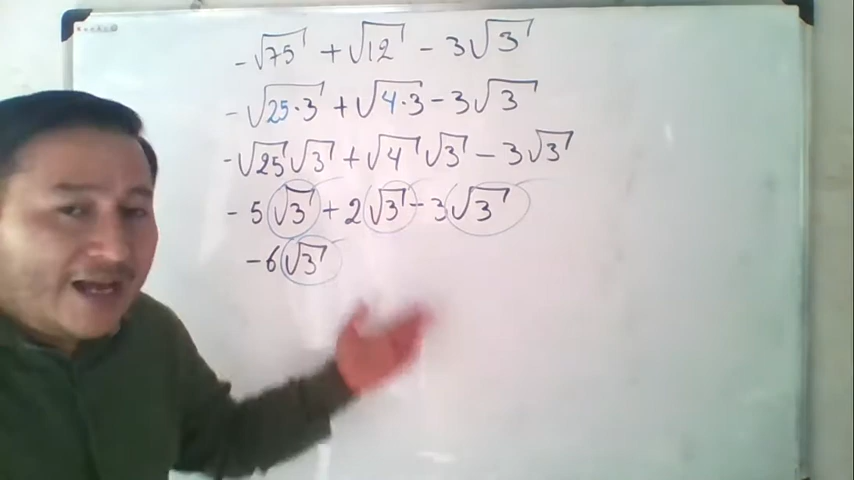 -√75 + √12 - 3√3
-√25·3 + √4·3 - 3√3
-√25√3 + √4√3 - 3√3
-5√3 + 2√3 - 3√3
-6√3